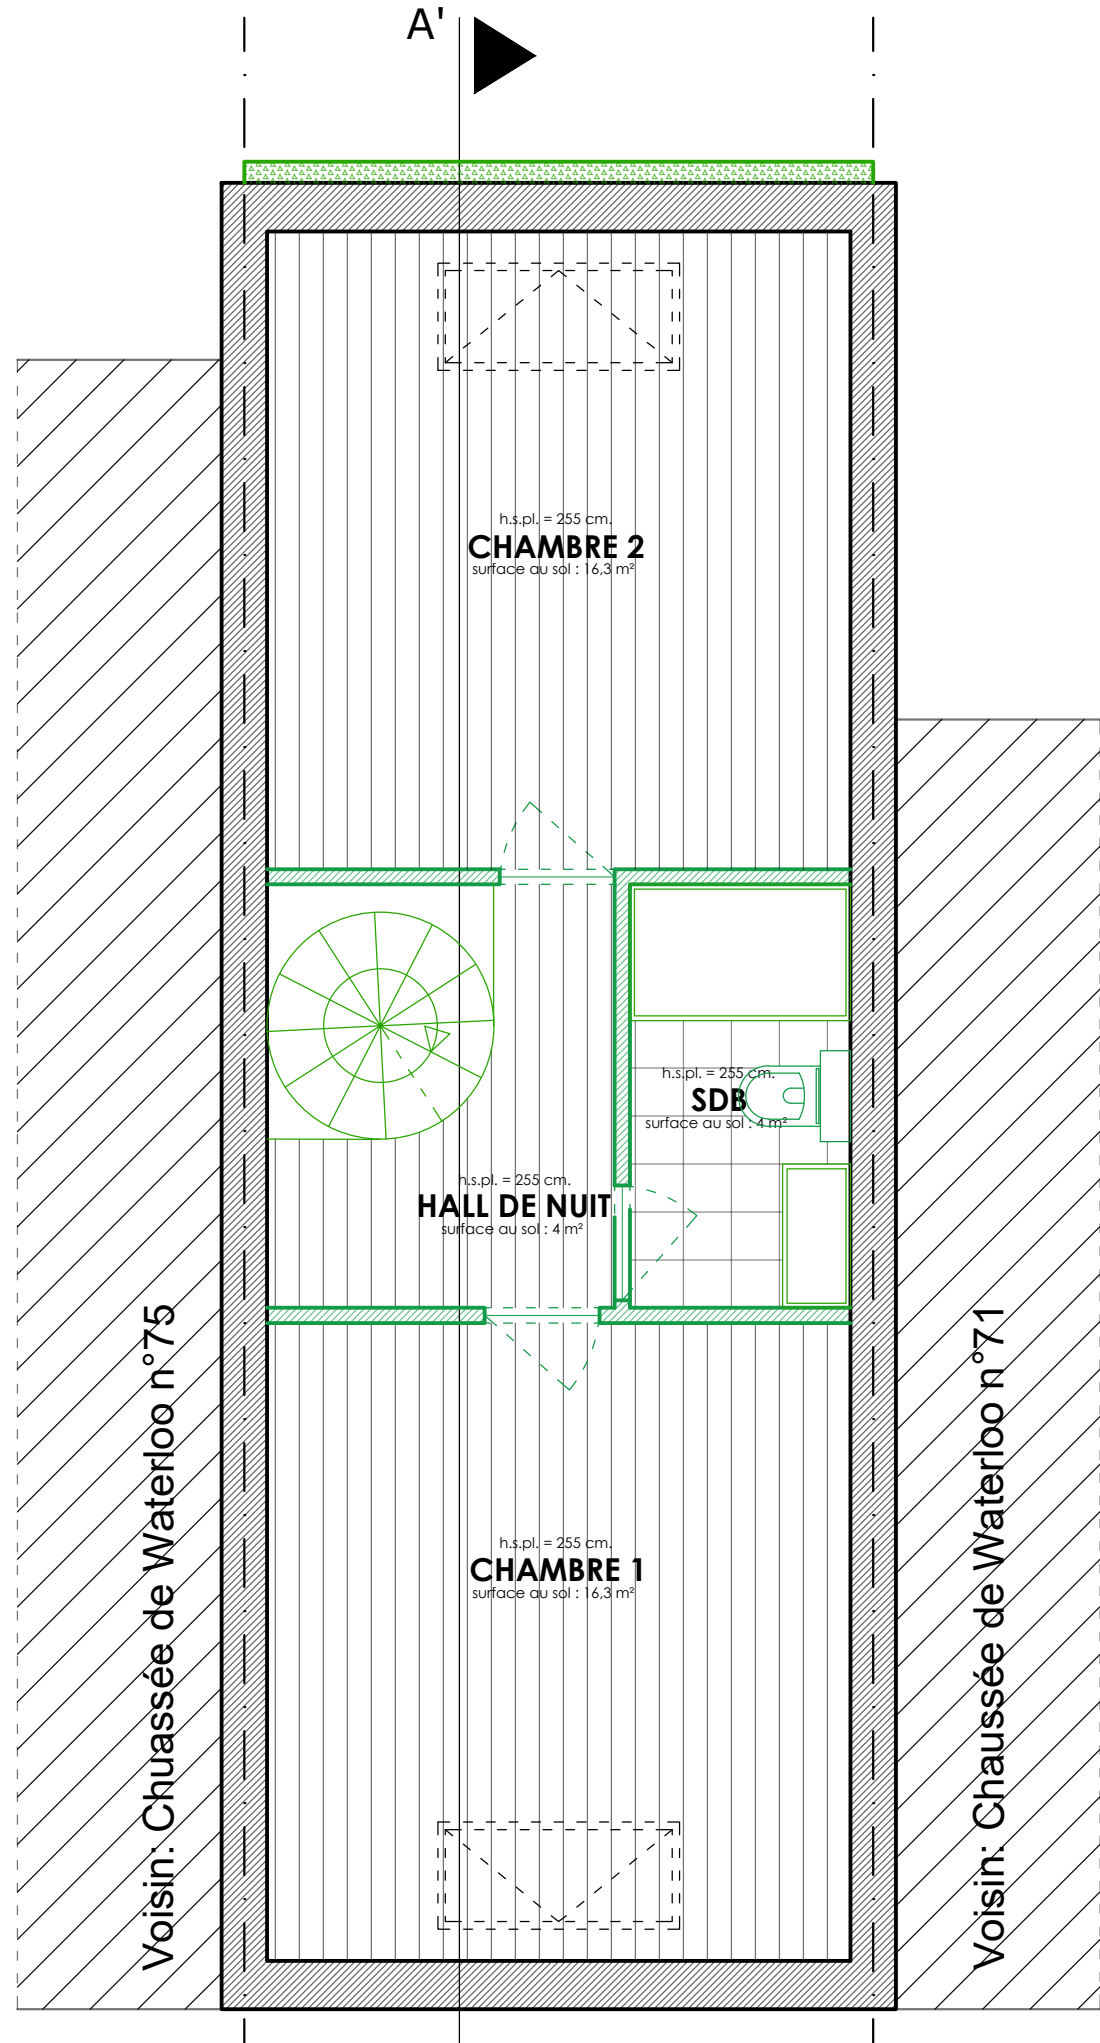 A'
h.s.pl. = 255 cm.
CHAMBRE 2
surface au sol : 16,3 m²
h.s.pl. = 255 cm.
SDB
surface au sol : 4 m²
h.s.pl. = 255 cm.
HALL DE NUIT
surface au sol : 4 m²
Voisin: Chuassée de Waterloo n°75
Voisin: Chaussée de Waterloo n°71
h.s.pl. = 255 cm.
CHAMBRE 1
surface au sol : 16,3 m²